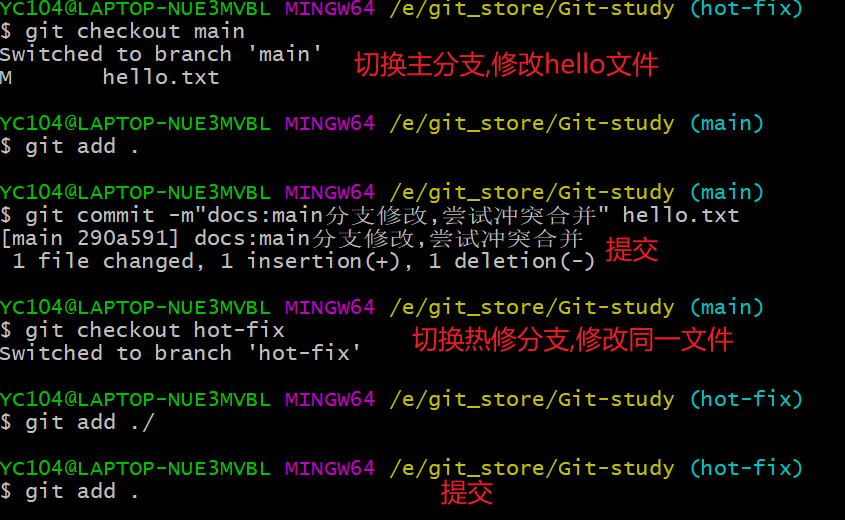 YC104@LAPTOP-NUE3MVBL MINGW64 /e/git_store/Git-study (hot-fix)
$ git checkout main
Switched to branch 'main'
切换主分支,修改hello文件
M       hello.txt
YC104@LAPTOP-NUE3MVBL MINGW64 /e/git_store/Git-study (main)
$ git add .
YC104@LAPTOP-NUE3MVBL MINGW64 /e/git_store/Git-study (main)
$ git commit -m"docs:main分支修改,尝试冲突合并" hello.txt
[main 290a591] docs:main分支修改,尝试冲突合并
1 file changed, 1 insertion(+), 1 deletion(-) 提交
YC104@LAPTOP-NUE3MVBL MINGW64 /e/git_store/Git-study (main)
$ git checkout hot-fix 切换热修分支,修改同一文件
Switched to branch 'hot-fix'
YC104@LAPTOP-NUE3MVBL MINGW64 /e/git_store/Git-study (hot-fix)
$ git add ./
YC104@LAPTOP-NUE3MVBL MINGW64 /e/git_store/Git-study (hot-fix)
$ git add . 提交